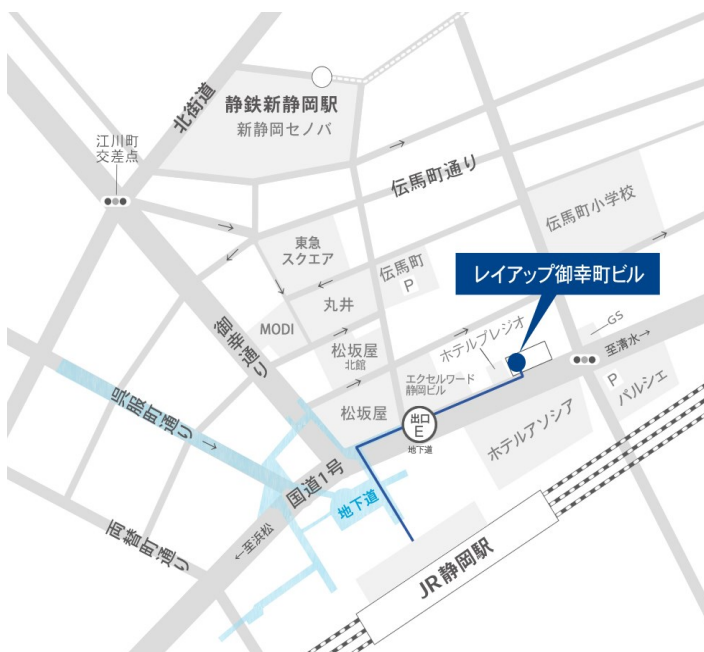 北街道
静鉄新静岡駅
新静岡セノバ
江川町
交差点
伝馬町通り
伝馬町小学校
東急
スクエア
伝馬町
P
レイアップ御幸町ビル
丸井
MODI
御幸通り
松坂屋
北館
ホテルプレジオ
GS
至清水→
エクセルワード
静岡ビル
P
パルシェ
呉服町通り
松坂屋
出口
E
地下道
ホテルアソシア
国道1号
地下道
両替町通り
←至浜松
JR静岡駅